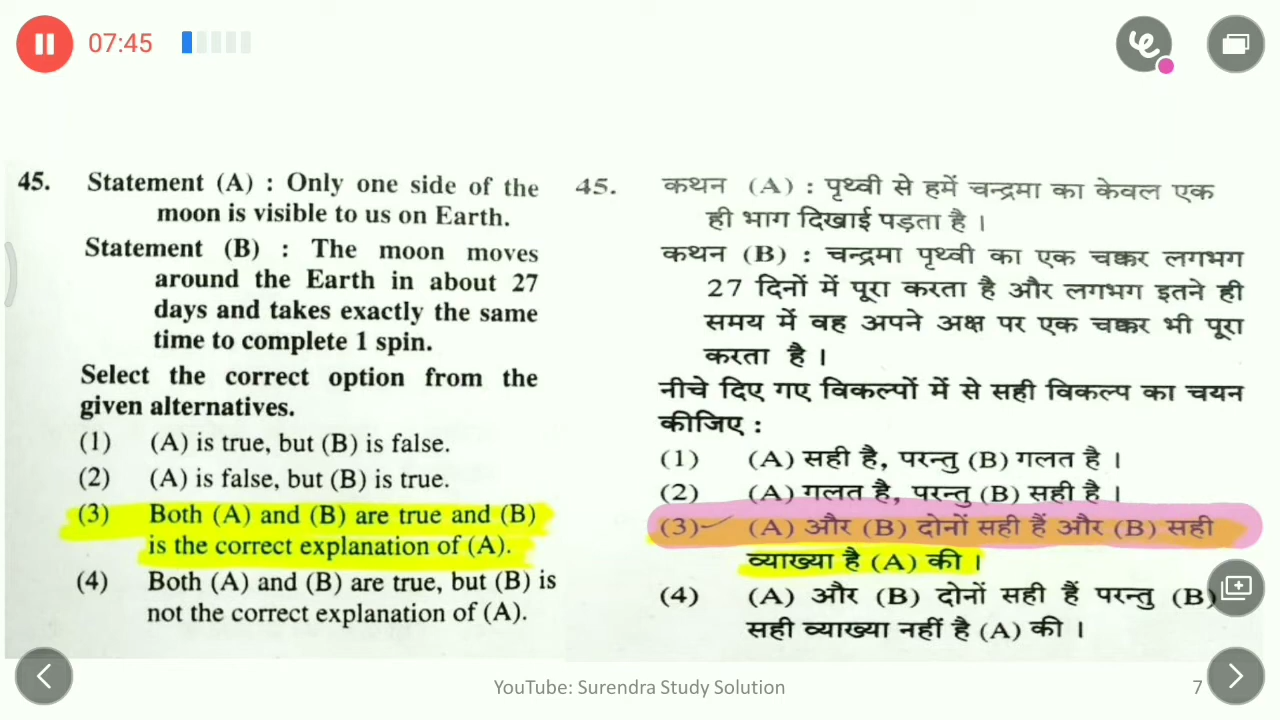 07:45
45. Statement (A) : Only one side of the
moon is visible to us on Earth.
Statement (B) : The moon moves
around the Earth in about 27
days and takes exactly the same
time to complete 1 spin.
Select the correct option from the
given alternatives.
(1) (A) is true, but (B) is false.
(2) (A) is false, but (B) is true.
(3) Both (A) and (B) are true and (B)
is the correct explanation of (A).
(4) Both (A) and (B) are true, but (B) is
not the correct explanation of (A).
45. कथन (A) : पृथ्वी से हमें चन्द्रमा का केवल एक
ही भाग दिखाई पड़ता है ।
कथन (B) : चन्द्रमा पृथ्वी का एक चक्कर लगभग
27 दिनों में पूरा करता है और लगभग इतने ही
समय में वह अपने अक्ष पर एक चक्कर भी पूरा
करता है ।
नीचे दिए गए विकल्पों में से सही विकल्प का चयन
कीजिए :
(1) (A) सही है, परन्तु (B) गलत है ।
(2) (A) गलत है, परन्तु (B) सही है ।
(3) (A) और (B) दोनों सही हैं और (B) सही
व्याख्या है (A) की ।
(4) (A) और (B) दोनों सही हैं परन्तु (B)
सही व्याख्या नहीं है (A) की ।
YouTube: Surendra Study Solution
7